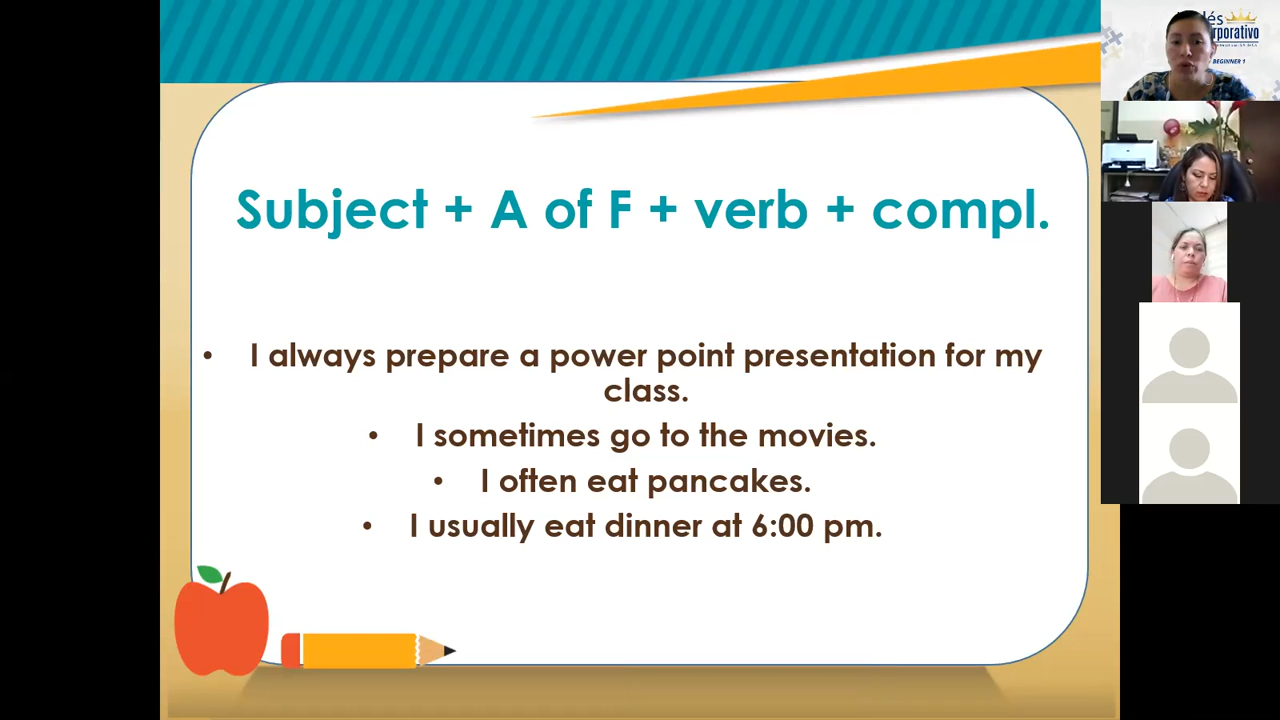 Subject + A of F + verb + compl.
• I always prepare a power point presentation for my
class.
• I sometimes go to the movies.
• I often eat pancakes.
• I usually eat dinner at 6:00 pm.
BEGINNER 1